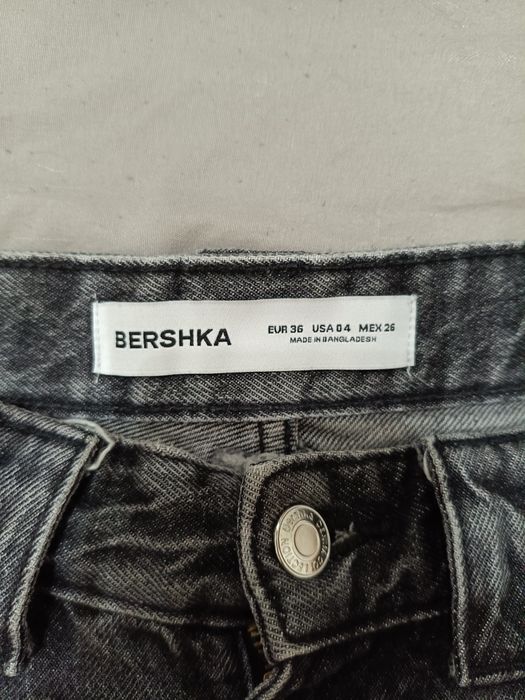 BERSHKA
EUR 36 USA 04 MEX 26
MADE IN BANGLADESH